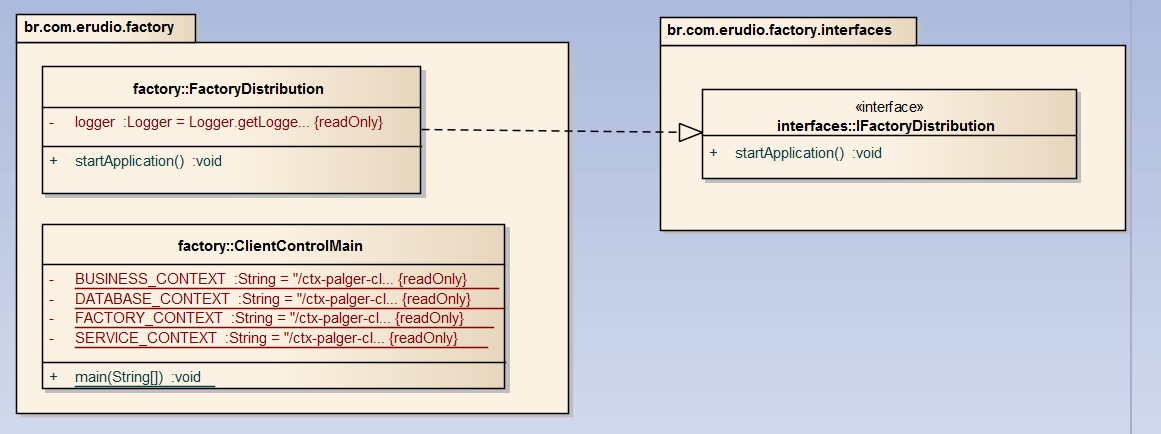 br.com.erudio.factory
factory::FactoryDistribution
- logger :Logger = Logger.getLogge... {readOnly}
+ startApplication() :void
factory::ClientControlMain
- BUSINESS_CONTEXT :String = "/ctx-palger-cl... {readOnly}
- DATABASE_CONTEXT :String = "/ctx-palger-cl... {readOnly}
- FACTORY_CONTEXT :String = "/ctx-palger-cl... {readOnly}
- SERVICE_CONTEXT :String = "/ctx-palger-cl... {readOnly}
+ main(String[]) :void
br.com.erudio.factory.interfaces
«interface»
interfaces::IFactoryDistribution
+ startApplication() :void